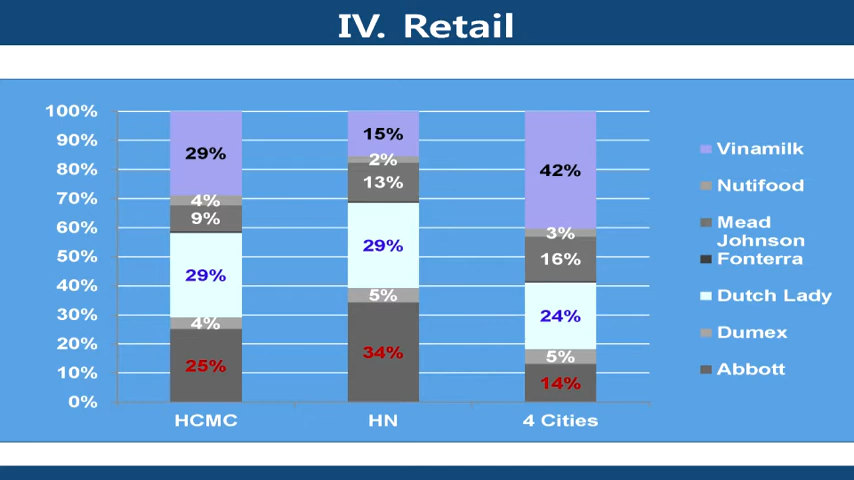 IV. Retail
100%
90%
80%
70%
60%
50%
40%
30%
20%
10%
0%
29%
4%
9%
29%
4%
25%
15%
2%
13%
29%
5%
34%
42%
3%
16%
24%
5%
14%
HCMC
HN
4 Cities
Vinamilk
Nutifood
Mead
Johnson
Fonterra
Dutch Lady
Dumex
Abbott